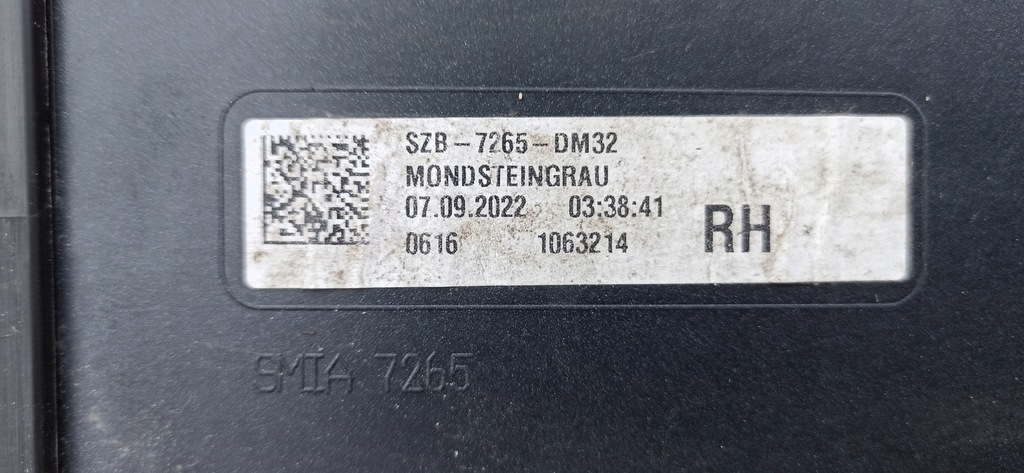 SZB-7265-DM32
MONDSTEINGRAU
07.09.2022 03:38:41
0616 1063214 RH
SMIA 7265